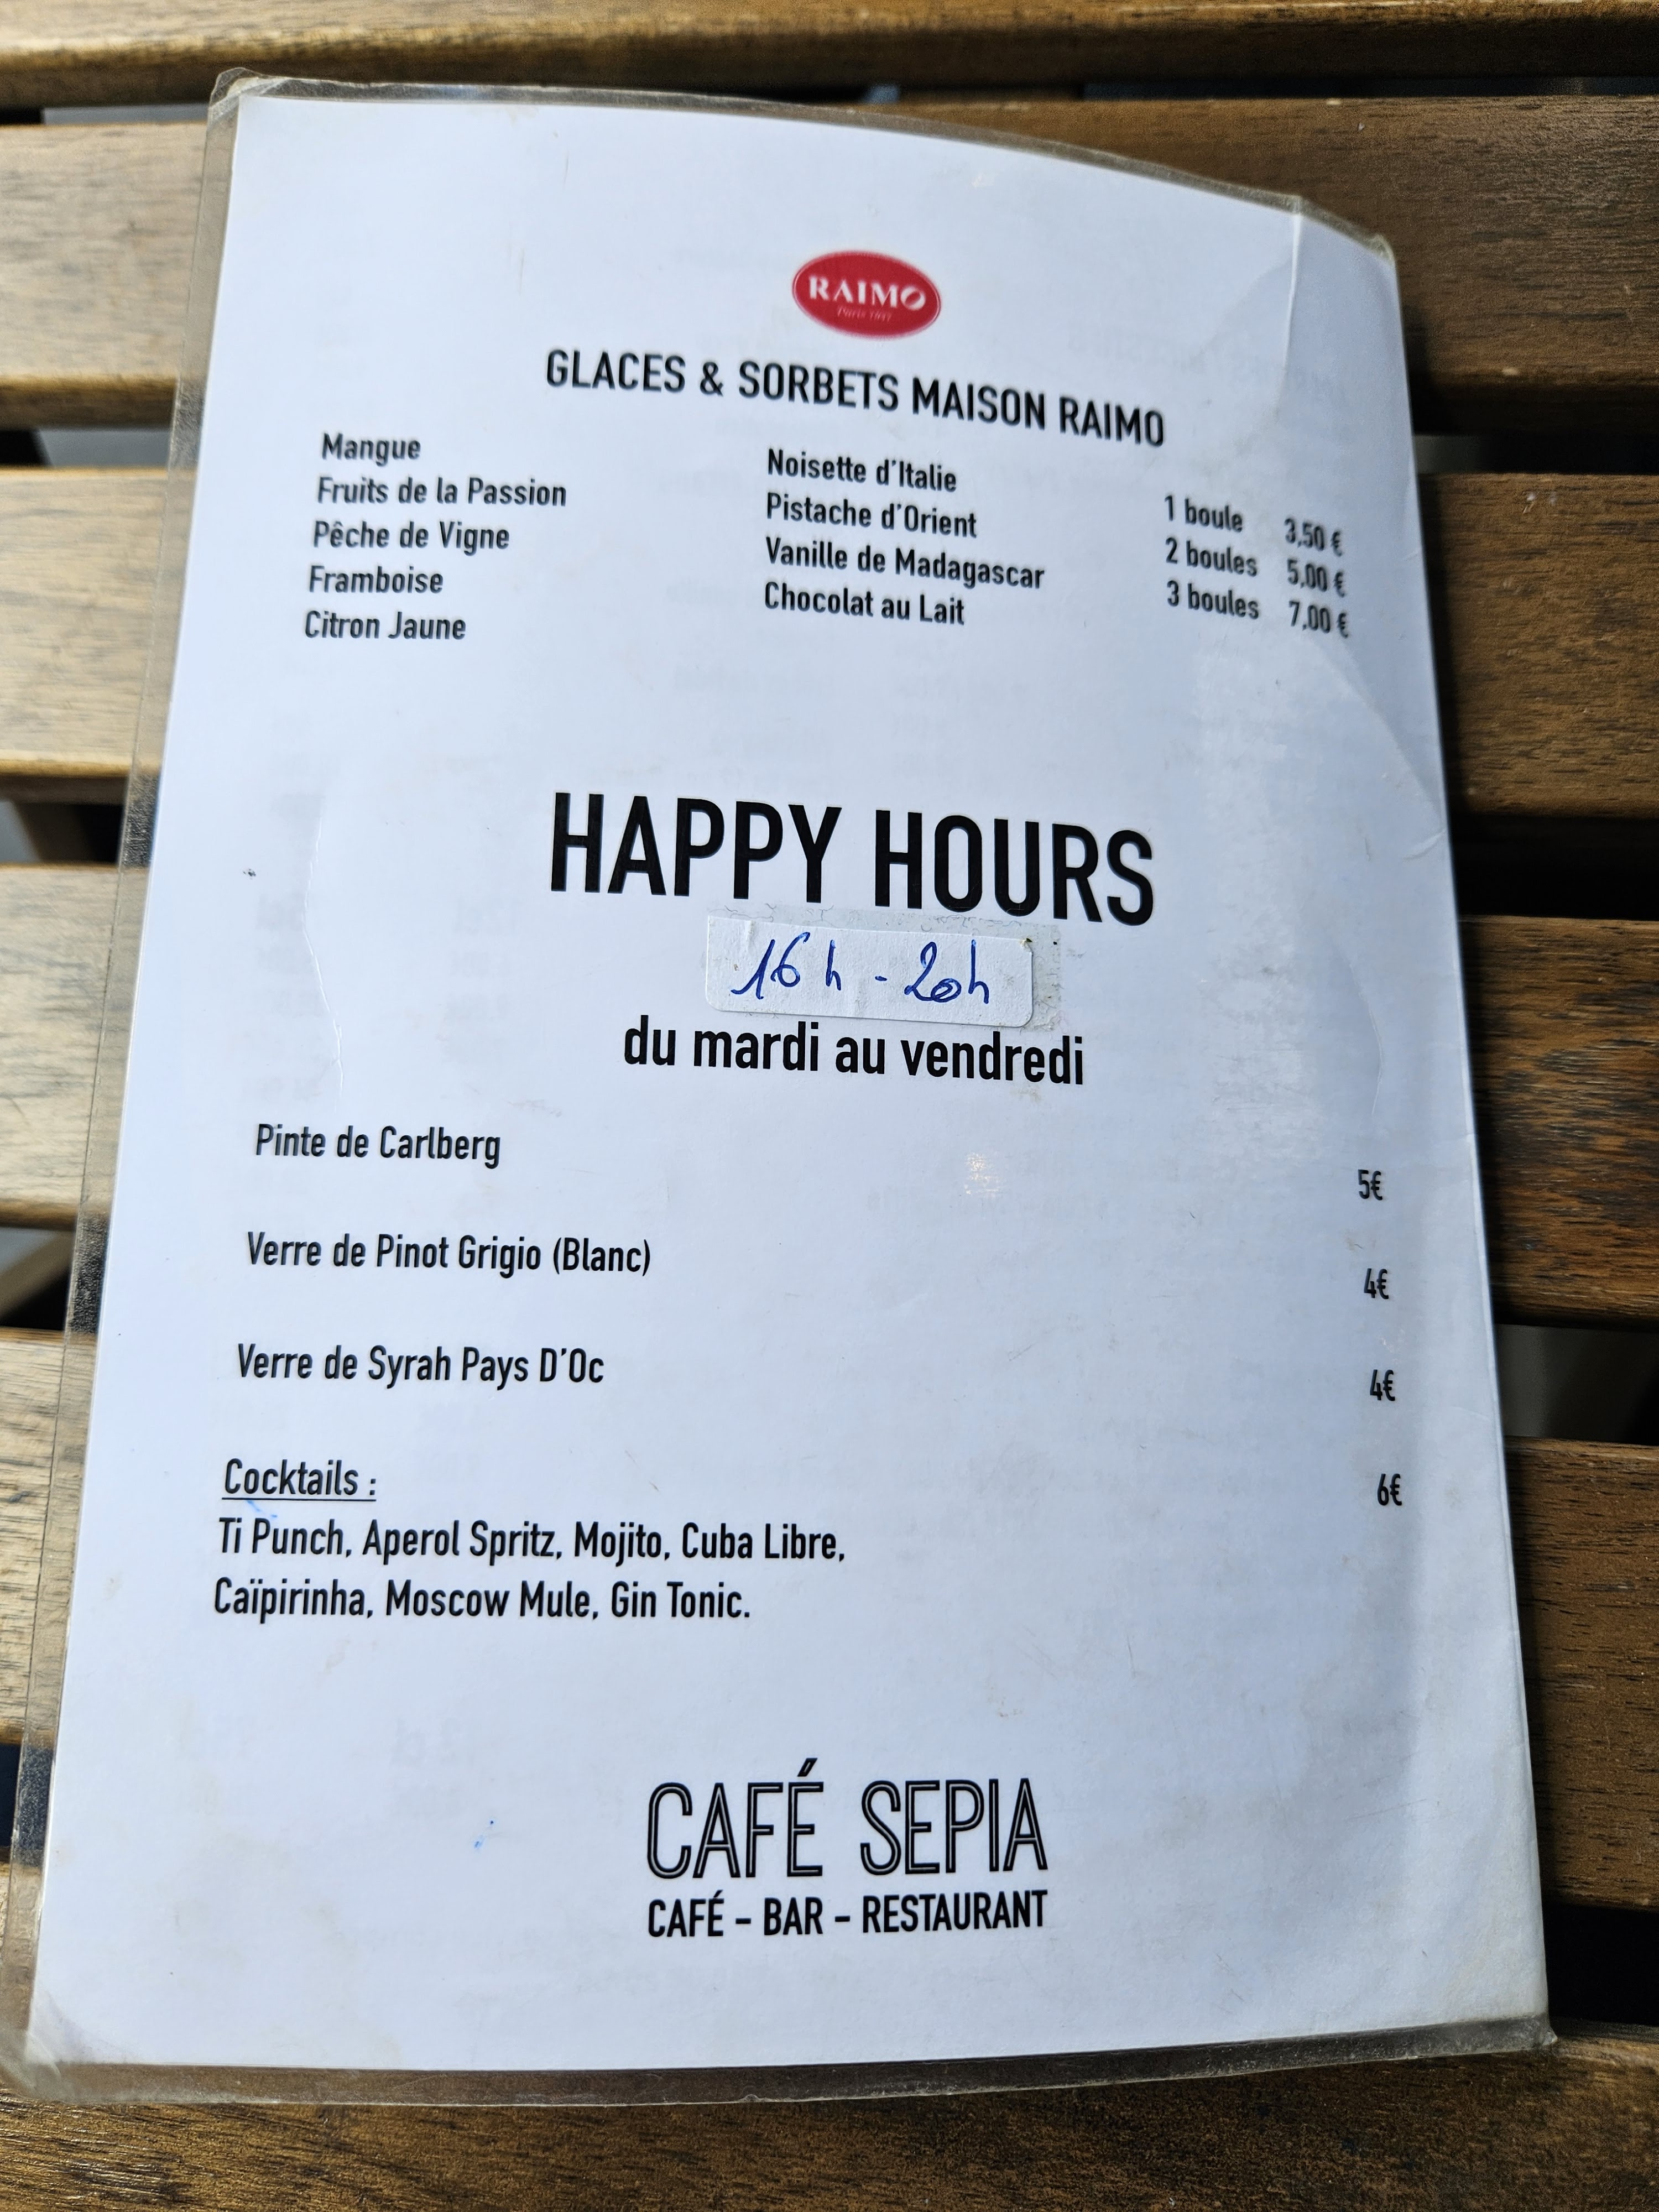 RAIMO
GLACES & SORBETS MAISON RAIMO
Mangue
Fruits de la Passion
Pêche de Vigne
Framboise
Citron Jaune
Noisette d'Italie
Pistache d'Orient
Vanille de Madagascar
Chocolat au Lait
1 boule 3,50 €
2 boules 5,00 €
3 boules 7,00 €
HAPPY HOURS
16h - 20h
du mardi au vendredi
Pinte de Carlberg 5€
Verre de Pinot Grigio (Blanc) 4€
Verre de Syrah Pays D'Oc 4€
Cocktails : 6€
Ti Punch, Aperol Spritz, Mojito, Cuba Libre,
Caïpirinha, Moscow Mule, Gin Tonic.
CAFÉ SEPIA
CAFÉ - BAR - RESTAURANT